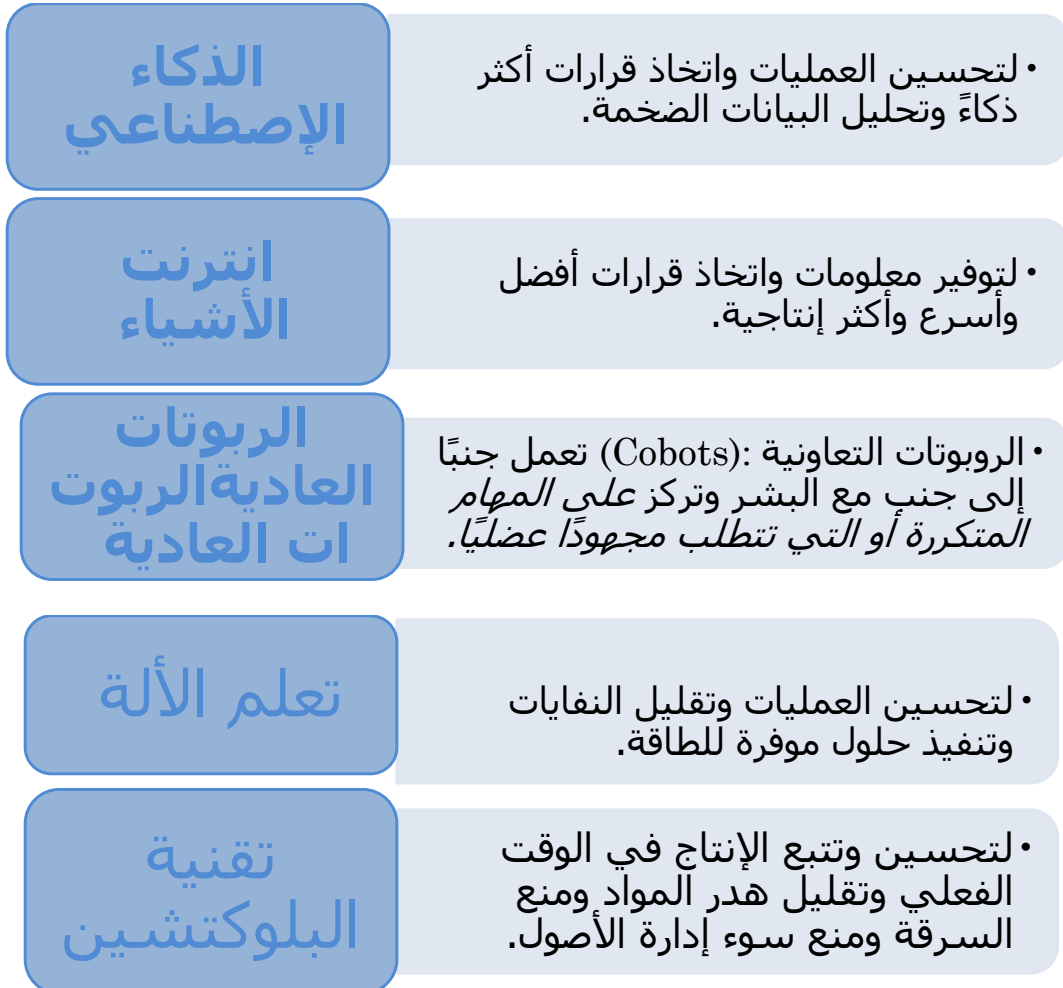 الذكاء
الإصطناعي
•لتحسين العمليات واتخاذ قرارات أكثر
ذكاءً وتحليل البيانات الضخمة.
انترنت
الأشياء
•لتوفير معلومات واتخاذ قرارات أفضل
وأسرع وأكثر إنتاجية.
الربوتات
العاديةالربوت
ات العادية
•الروبوتات التعاونية :(Cobots) تعمل جنبًا
إلى جنب مع البشر وتركز على المهام
المتكررة أو التي تتطلب مجهودًا عضليًا.
تعلم الألة
•لتحسين العمليات وتقليل النفايات
وتنفيذ حلول موفرة للطاقة.
تقنية
البلوكتشين
•لتحسين وتتبع الإنتاج في الوقت
الفعلي وتقليل هدر المواد ومنع
السرقة ومنع سوء إدارة الأصول.